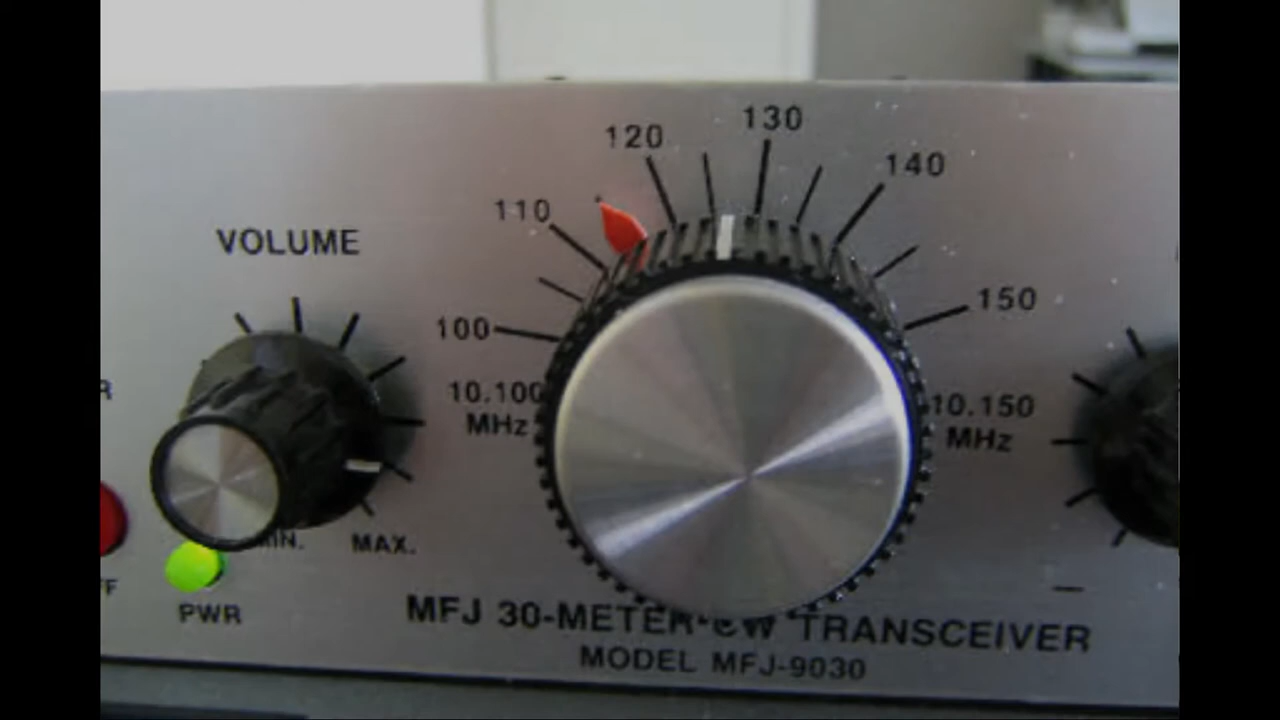 130
120
140
110
VOLUME
150
100
10.100
MHz
10.150
MHz
MAX.
PWR
MFJ 30-METER CW TRANSCEIVER
MODEL MFJ-9030